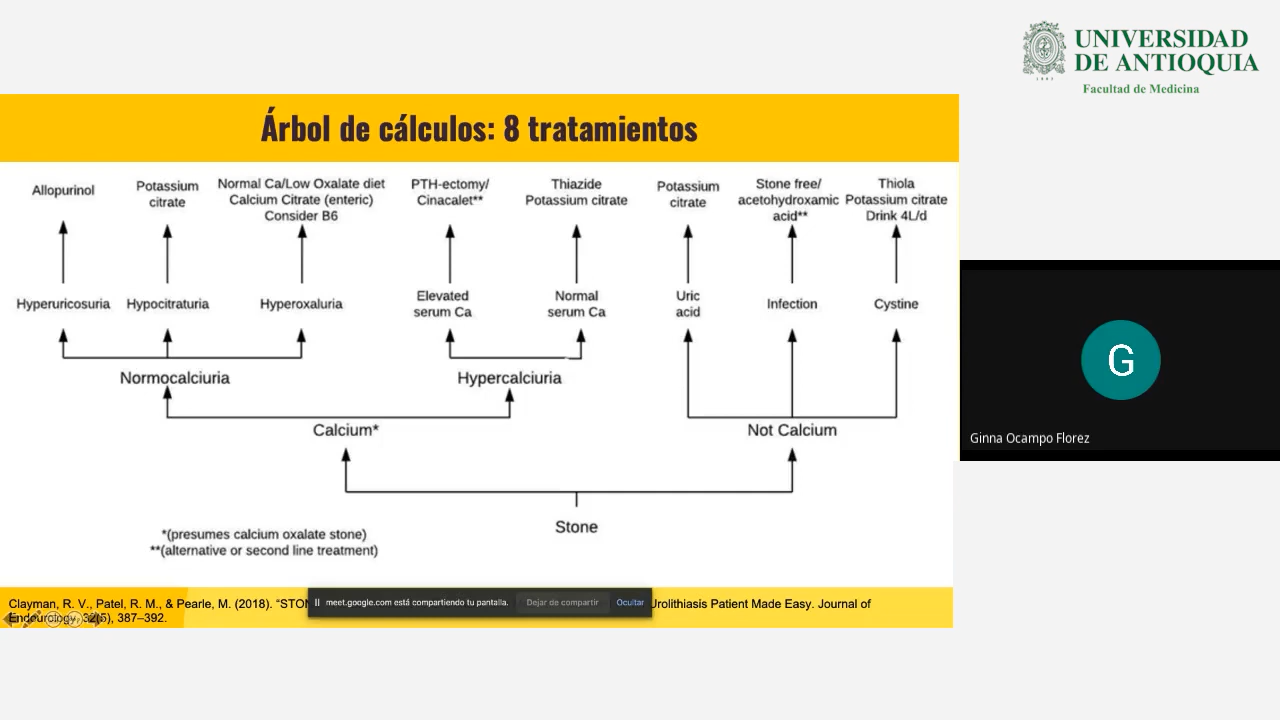 UNIVERSIDAD
DE ANTIOQUIA
1803
Facultad de Medicina
Árbol de cálculos: 8 tratamientos
Allopurinol
Potassium
citrate
Normal Ca/Low Oxalate diet
Calcium Citrate (enteric)
Consider B6
PTH-ectomy/
Cinacalet**
Thiazide
Potassium citrate
Potassium
citrate
Stone free/
acetohydroxamic
acid**
Thiola
Potassium citrate
Drink 4L/d
Hyperuricosuria
Hypocitraturia
Hyperoxaluria
Elevated
serum Ca
Normal
serum Ca
Uric
acid
Infection
Cystine
Normocalciuria
Hypercalciuria
Calcium*
Not Calcium
Stone
*(presumes calcium oxalate stone)
**(alternative or second line treatment)
Clayman, R. V., Patel, R. M., & Pearle, M. (2018). “STON
Urolithiasis Patient Made Easy. Journal of
Endourology, 32(5), 387–392.
meet.google.com está compartiendo tu pantalla.
Dejar de compartir
Ocultar
G
Ginna Ocampo Florez